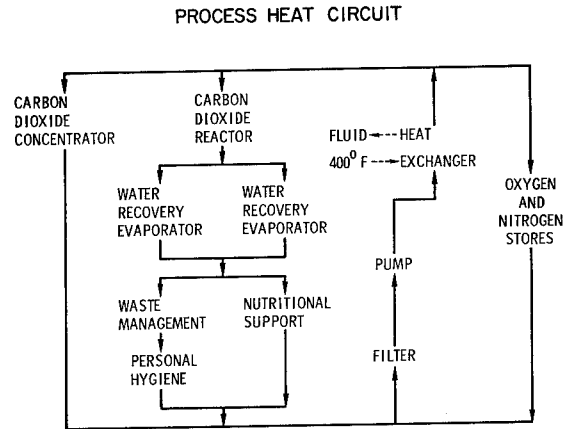 PROCESS HEAT CIRCUIT
CARBON
DIOXIDE
CONCENTRATOR
CARBON
DIOXIDE
REACTOR
FLUID HEAT
400° F EXCHANGER
WATER
RECOVERY
EVAPORATOR
WATER
RECOVERY
EVAPORATOR
OXYGEN
AND
NITROGEN
STORES
PUMP
WASTE
MANAGEMENT
NUTRITIONAL
SUPPORT
PERSONAL
HYGIENE
FILTER